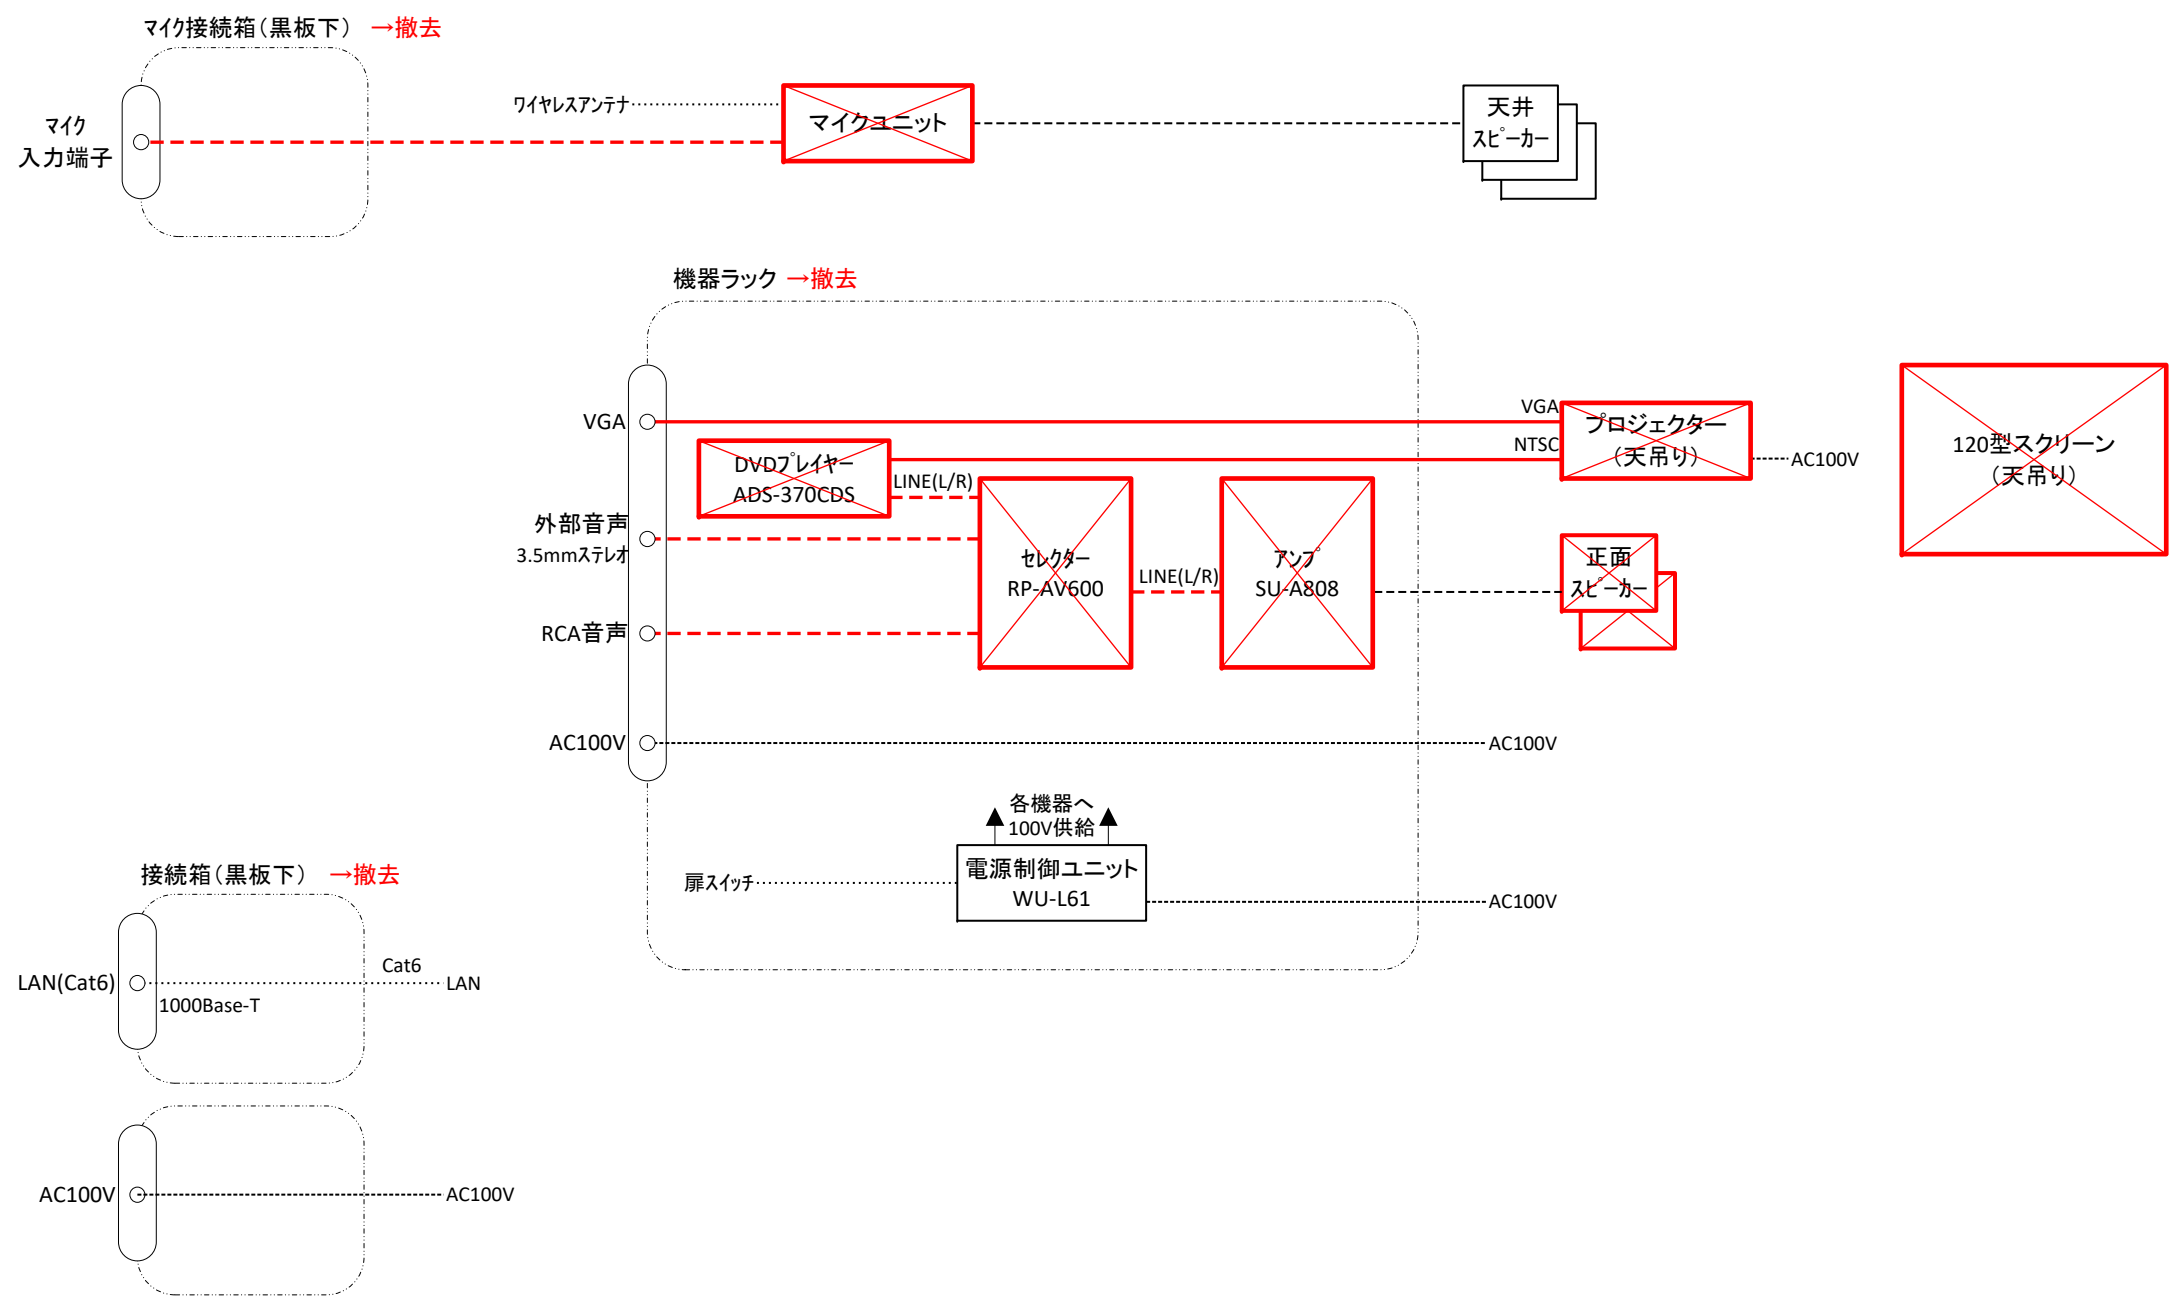 マイク接続箱（黒板下） →撤去
ワイヤレスアンテナ
マイクユニット
天井
スピーカー
マイク
入力端子
機器ラック →撤去
VGA
VGA
プロジェクター
（天吊り）
NTSC
AC100V
120型スクリーン
（天吊り）
DVDプレイヤー
ADS-370CDS
LINE(L/R)
外部音声
3.5mmステレオ
セレクター
RP-AV600
LINE(L/R)
アンプ
SU-A808
正面
スピーカー
RCA音声
AC100V
AC100V
各機器へ
100V供給
電源制御ユニット
WU-L61
扉スイッチ
AC100V
接続箱（黒板下） →撤去
LAN(Cat6)
Cat6
LAN
1000Base-T
AC100V
AC100V